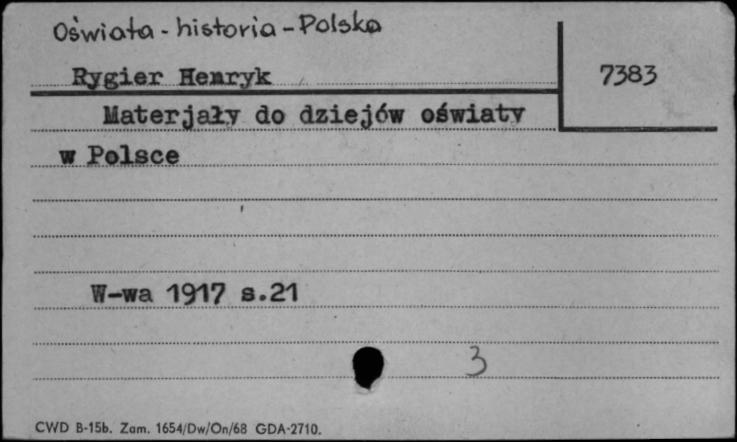 Oświata - historia - Polska
Rygier Henryk
7383
Materjały do dziejów oświaty
w Polsce
W-wa 1917 s.21
3
CWD B-15b. Zam. 1654/Dw/On/68 GDA-2710.